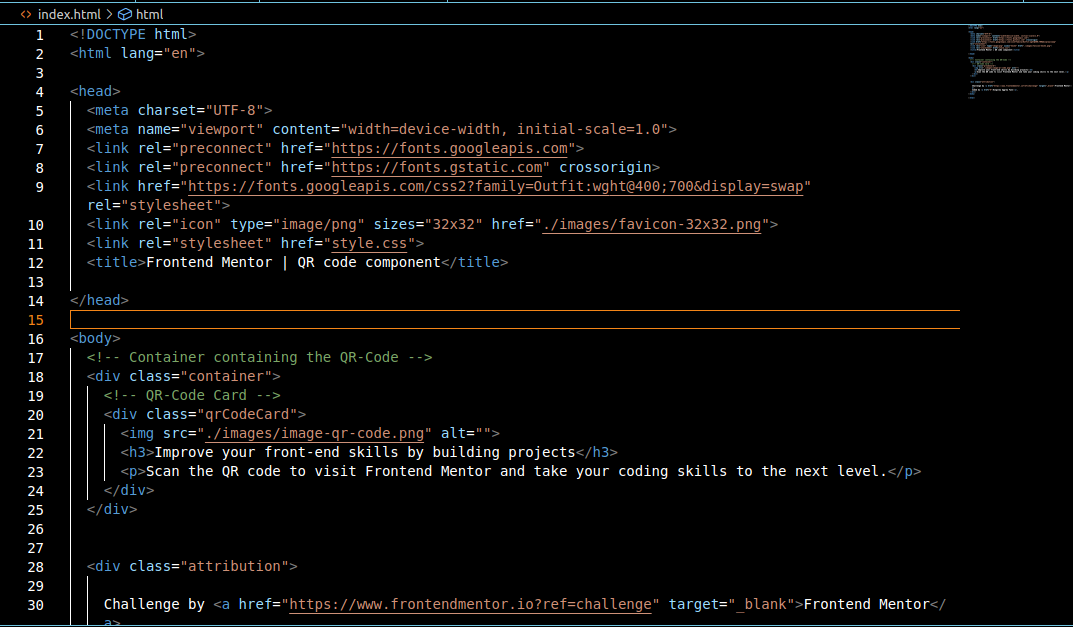 index.html > html
1 <!DOCTYPE html>
2 <html lang="en">
3
4 <head>
5 <meta charset="UTF-8">
6 <meta name="viewport" content="width=device-width, initial-scale=1.0">
7 <link rel="preconnect" href="https://fonts.googleapis.com">
8 <link rel="preconnect" href="https://fonts.gstatic.com" crossorigin>
9 <link href="https://fonts.googleapis.com/css2?family=Outfit:wght@400;700&display=swap"
rel="stylesheet">
10 <link rel="icon" type="image/png" sizes="32x32" href="./images/favicon-32x32.png">
11 <link rel="stylesheet" href="style.css">
12 <title>Frontend Mentor | QR code component</title>
13
14 </head>
15
16 <body>
17 <!-- Container containing the QR-Code -->
18 <div class="container">
19 <!-- QR-Code Card -->
20 <div class="qrCodeCard">
21 <img src="./images/image-qr-code.png" alt="">
22 <h3>Improve your front-end skills by building projects</h3>
23 <p>Scan the QR code to visit Frontend Mentor and take your coding skills to the next level.</p>
24 </div>
25 </div>
26
27
28 <div class="attribution">
29
30 Challenge by <a href="https://www.frontendmentor.io?ref=challenge" target="_blank">Frontend Mentor</
a>